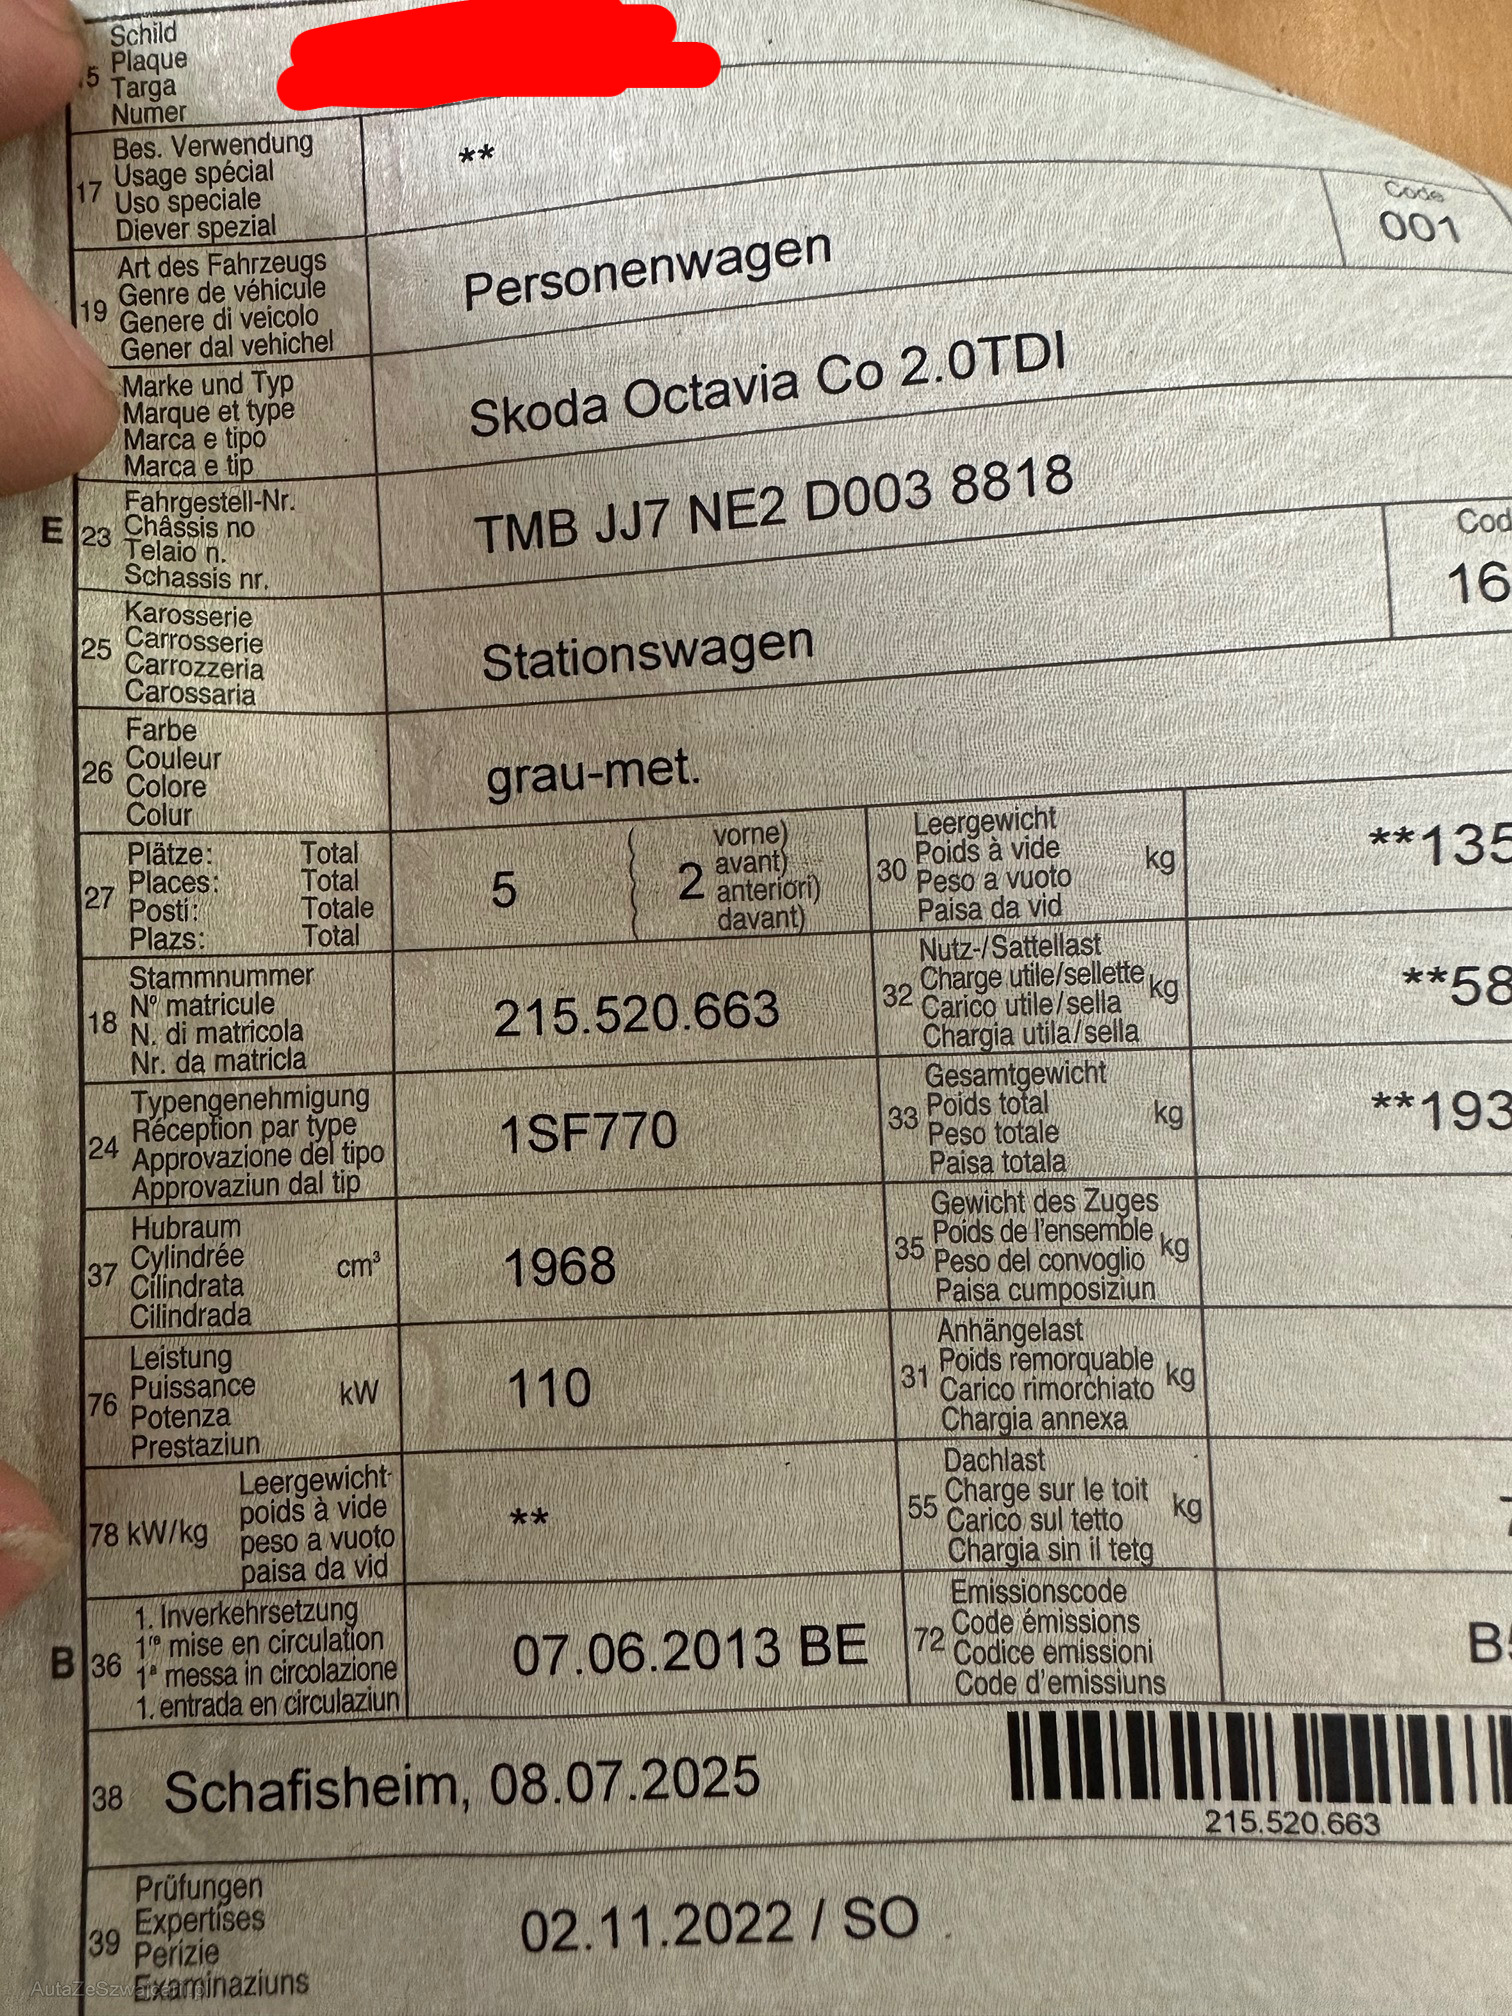 Schild
Plaque
Targa
Numer
17 Bes. Verwendung
Usage spécial
Uso speciale
Diever spezial
**
19 Art des Fahrzeugs
Genre de véhicule
Genere di veicolo
Gener dal vehichel
Personenwagen
Code
001
Marke und Typ
Marque et type
Marca e tipo
Marca e tip
Skoda Octavia Co 2.0TDI
E 23 Fahrgestell-Nr.
Châssis no
Telaio n.
Schassis nr.
TMB JJ7 NE2 D003 8818
25 Karosserie
Carrosserie
Carrozzeria
Carossaria
Stationswagen
Cod
16
26 Farbe
Couleur
Colore
Colur
grau-met.
27 Plätze: Total
Places: Total
Posti: Totale
Plazs: Total
5
2 vorne)
avant)
anteriori)
davant)
30 Leergewicht
Poids à vide
Peso a vuoto
Paisa da vid
kg
**135
18 Stammnummer
N° matricule
N. di matricola
Nr. da matricla
215.520.663
32 Nutz-/Sattellast
Charge utile/sellette
Carico utile/sella
Chargia utila/sella
kg
**58
24 Typengenehmigung
Réception par type
Approvazione del tipo
Approvaziun dal tip
1SF770
33 Gesamtgewicht
Poids total
Peso totale
Paisa totala
kg
**193
37 Hubraum
Cylindrée
Cilindrata
Cilindrada
cm³
1968
35 Gewicht des Zuges
Poids de l'ensemble
Peso del convoglio
Paisa cumposiziun
kg
76 Leistung
Puissance
Potenza
Prestaziun
kW
110
31 Anhängelast
Poids remorquable
Carico rimorchiato
Chargia annexa
kg
78 kW/kg Leergewicht-
poids à vide
peso a vuoto
paisa da vid
**
55 Dachlast
Charge sur le toit
Carico sul tetto
Chargia sin il tetg
kg
B 36 1. Inverkehrsetzung
1re mise en circulation
1a messa in circolazione
1. entrada en circulaziun
07.06.2013 BE
72 Emissionscode
Code émissions
Codice emissioni
Code d'emissiuns
38 Schafisheim, 08.07.2025
215.520.663
39 Prüfungen
Expertises
Perizie
Examinaziuns
02.11.2022 / SO